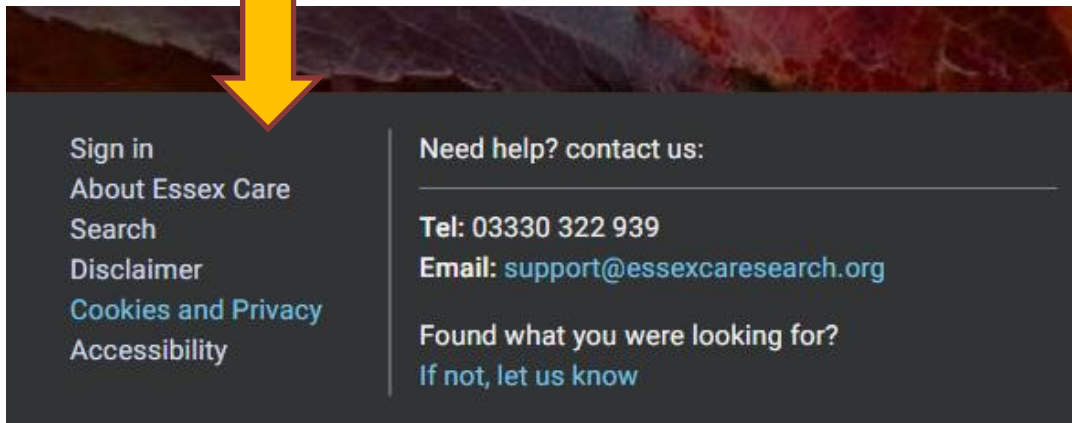 Sign in
About Essex Care
Search
Disclaimer
Cookies and Privacy
Accessibility
Need help? contact us:
Tel: 03330 322 939
Email: support@essexcaresearch.org
Found what you were looking for?
If not, let us know